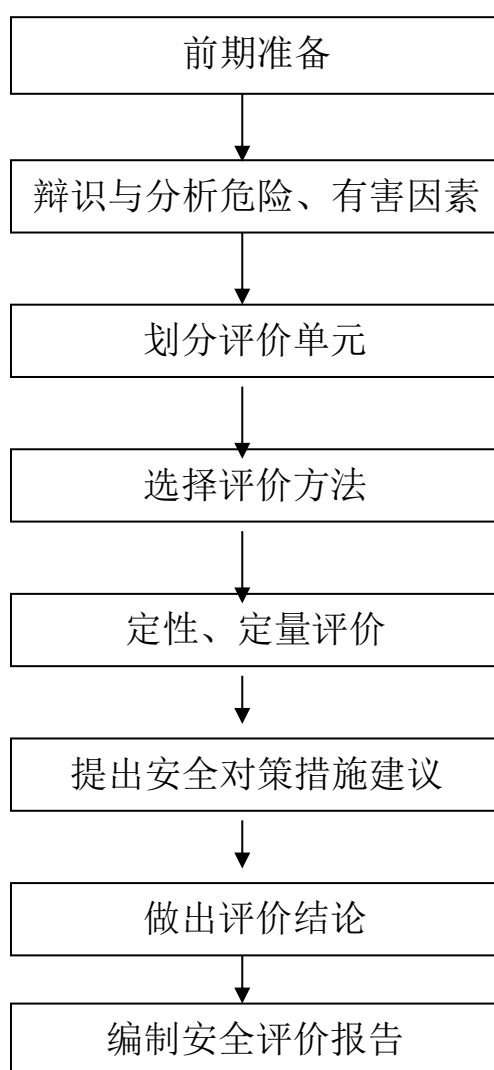 前期准备
辩识与分析危险、有害因素
划分评价单元
选择评价方法
定性、定量评价
提出安全对策措施建议
做出评价结论
编制安全评价报告